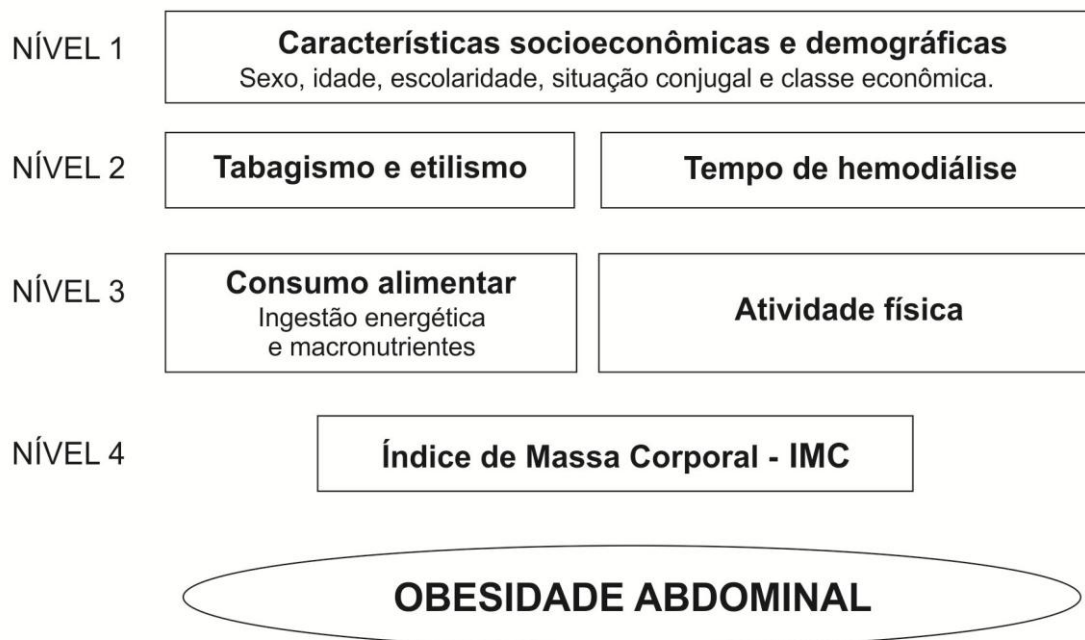 NÍVEL 1
Características socioeconômicas e demográficas
Sexo, idade, escolaridade, situação conjugal e classe econômica.
NÍVEL 2
Tabagismo e etilismo
Tempo de hemodiálise
NÍVEL 3
Consumo alimentar
Ingestão energética
e macronutrientes
Atividade física
NÍVEL 4
Índice de Massa Corporal - IMC
OBESIDADE ABDOMINAL